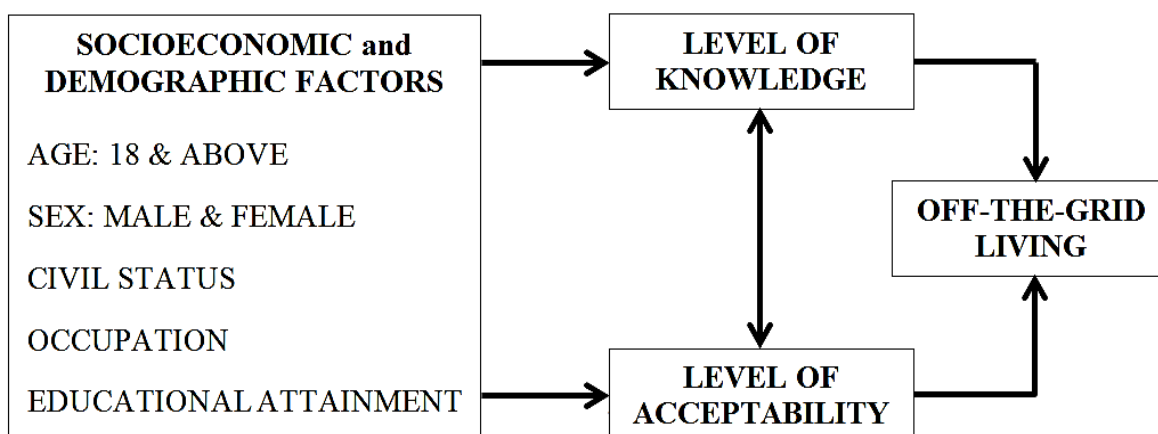 SOCIOECONOMIC and
DEMOGRAPHIC FACTORS
AGE: 18 & ABOVE
SEX: MALE & FEMALE
CIVIL STATUS
OCCUPATION
EDUCATIONAL ATTAINMENT
LEVEL OF
KNOWLEDGE
LEVEL OF
ACCEPTABILITY
OFF-THE-GRID
LIVING